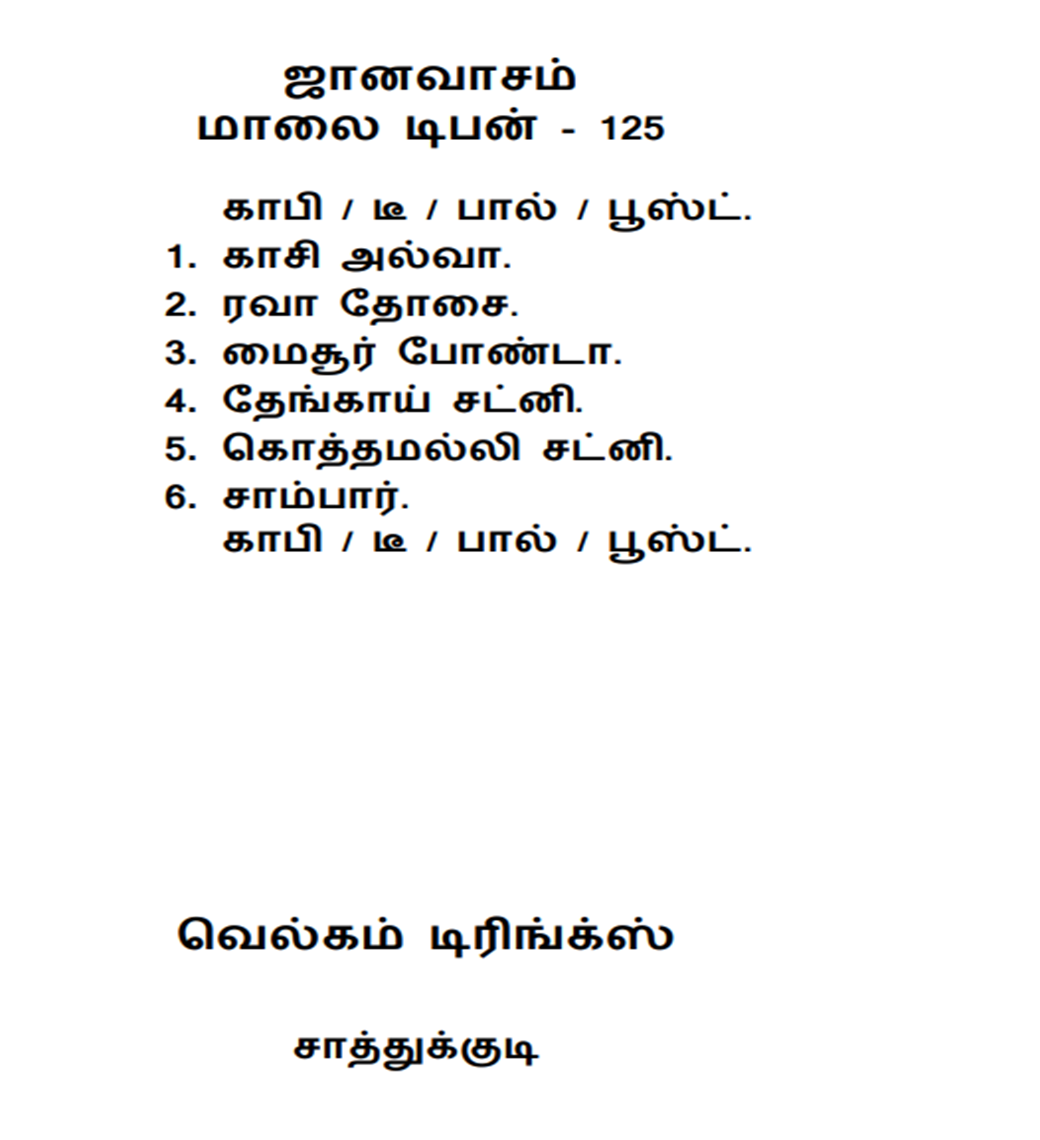 ஜானவாசம்
மாலை டிபன் - 125
காபி / டீ / பால் / பூஸ்ட்.
1. காசி அல்வா.
2. ரவா தோசை.
3. மைசூர் போண்டா.
4. தேங்காய் சட்னி.
5. கொத்தமல்லி சட்னி.
6. சாம்பார்.
காபி / டீ / பால் / பூஸ்ட்.
வெல்கம் டிரிங்க்ஸ்
சாத்துக்குடி